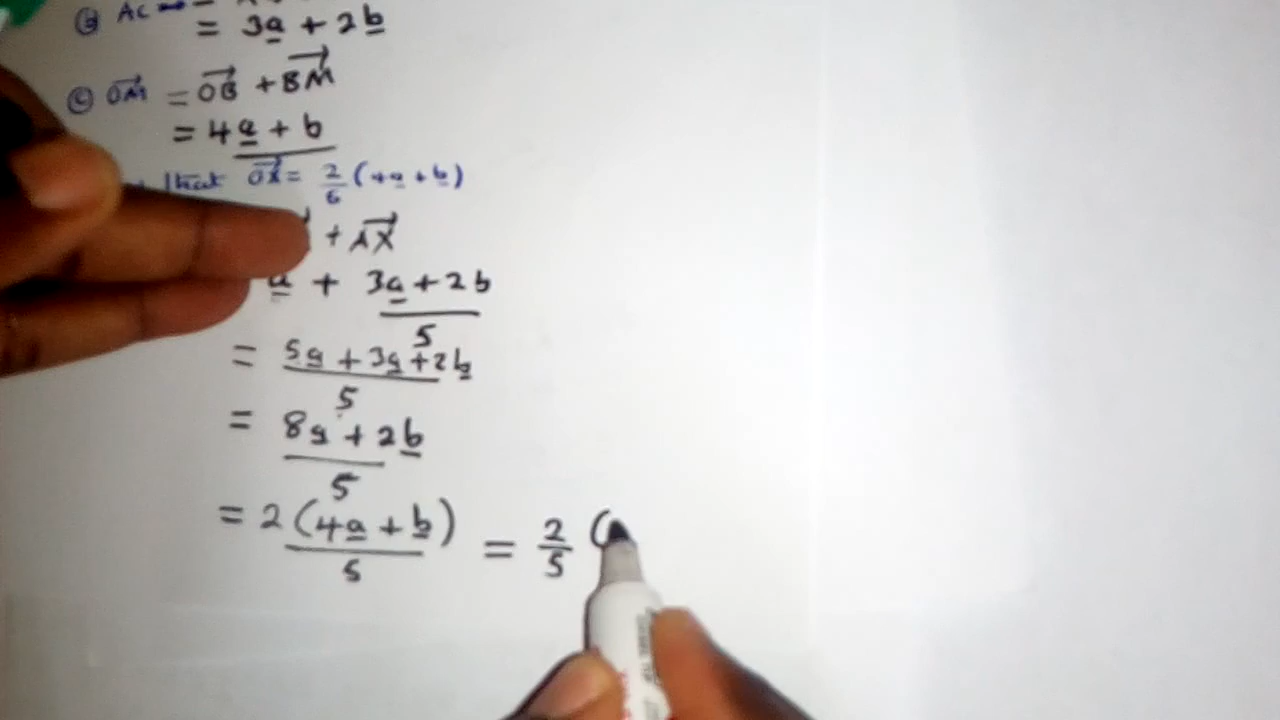 = 3a + 2b
© OM = OB + BM
= 4a + b
that OX = 2/5 (4a + b)
+ AX
a + 3a + 2b / 5
= 5a + 3a + 2b / 5
= 8a + 2b / 5
= 2 (4a + b) / 5 = 2/5 (